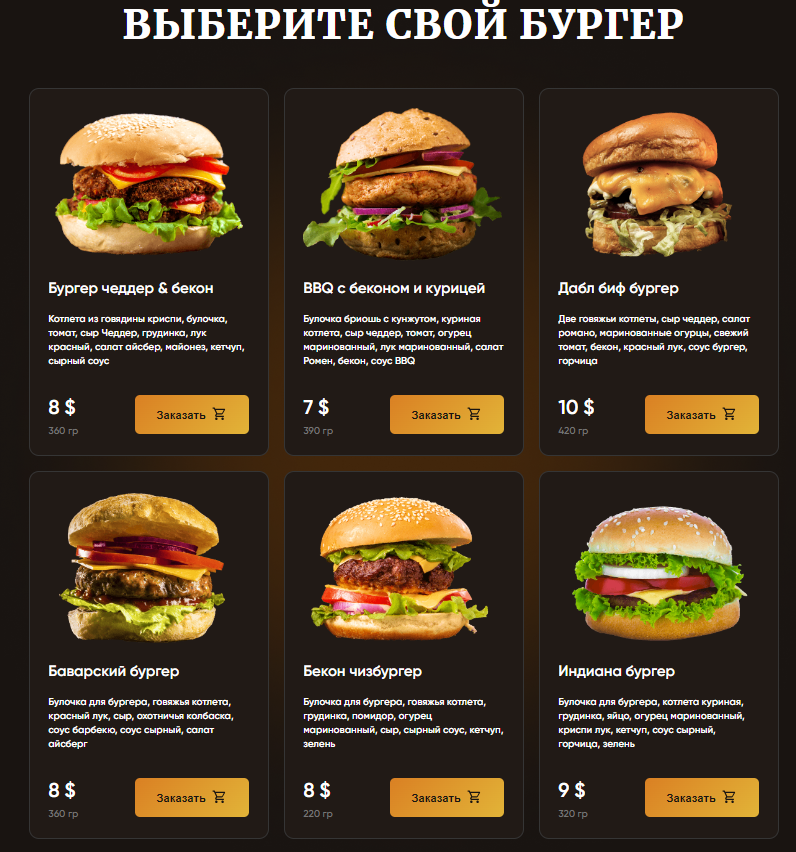 ВЫБЕРИТЕ СВОЙ БУРГЕР
Бургер чеддер & бекон
Котлета из говядины криспи, булочка,
томат, сыр Чеддер, грудинка, лук
красный, салат айсбер, майонез, кетчуп,
сырный соус
8 $
360 гр
Заказать
BBQ с беконом и курицей
Булочка бриошь с кунжутом, куриная
котлета, сыр чеддер, томат, огурец
маринованный, лук маринованный, салат
Ромен, бекон, соус BBQ
7 $
390 гр
Заказать
Дабл биф бургер
Две говяжьи котлеты, сыр чеддер, салат
романо, маринованные огурцы, свежий
томат, бекон, красный лук, соус бургер,
горчица
10 $
420 гр
Заказать
Баварский бургер
Булочка для бургера, говяжья котлета,
красный лук, сыр, охотничья колбаска,
соус барбекю, соус сырный, салат
айсберг
8 $
360 гр
Заказать
Бекон чизбургер
Булочка для бургера, говяжья котлета,
грудинка, помидор, огурец
маринованный, сыр, сырный соус, кетчуп,
зелень
8 $
220 гр
Заказать
Индиана бургер
Булочка для бургера, котлета куриная,
грудинка, яйцо, огурец маринованный,
криспи лук, кетчуп, соус сырный,
горчица, зелень
9 $
320 гр
Заказать